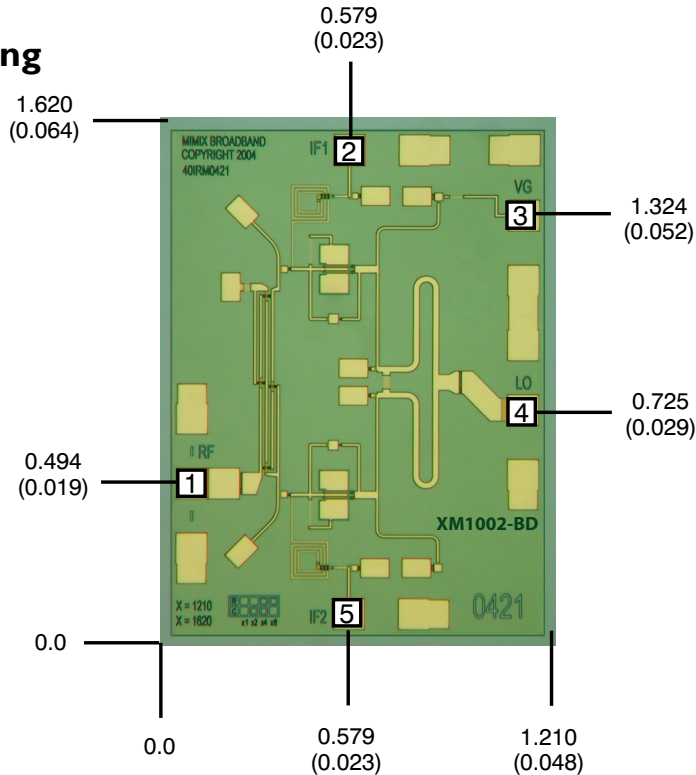 0.579
(0.023)
ng
1.620
(0.064)
MIMIX BROADBAND
COPYRIGHT 2004
40IRM0421
IF1
2
VG
3
1.324
(0.052)
LO
4
0.725
(0.029)
RF
0.494
(0.019)
1
XM1002-BD
X = 1210
X = 1620
x1 x2 x4 x8
IF2
5
0421
0.0
0.0
0.579
(0.023)
1.210
(0.048)